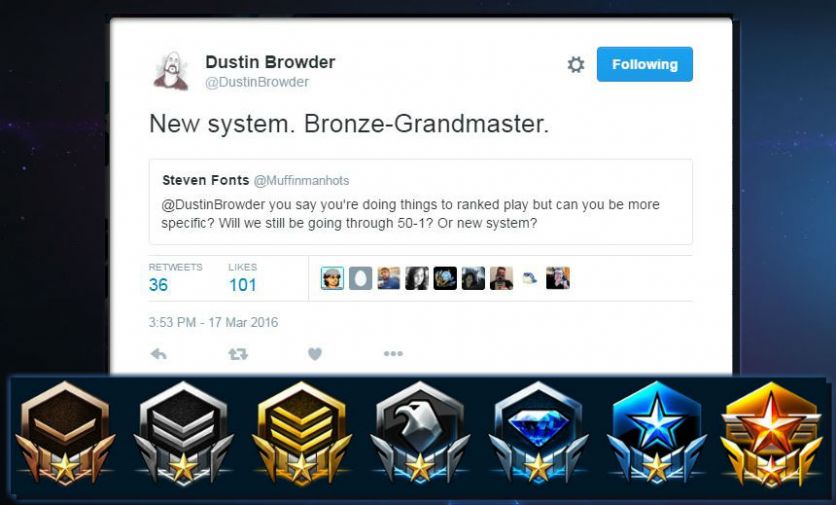 Dustin Browder
@DustinBrowder
Following
New system. Bronze-Grandmaster.
Steven Fonts @Muffinmanhots
@DustinBrowder you say you're doing things to ranked play but can you be more
specific? Will we still be going through 50-1? Or new system?
RETWEETS LIKES
36 101
3:53 PM - 17 Mar 2016